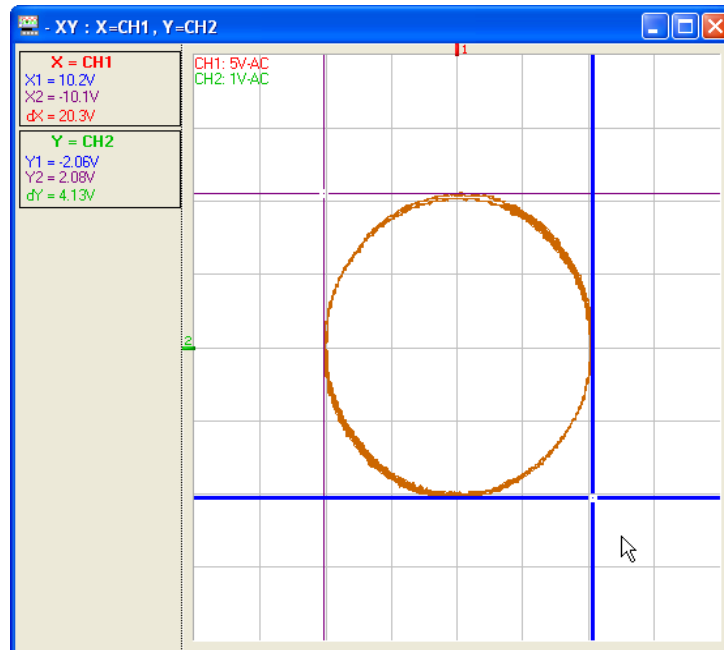 - XY : X=CH1 , Y=CH2
X = CH1
X1 = 10.2V
X2 = -10.1V
dX = 20.3V
Y = CH2
Y1 = -2.06V
Y2 = 2.08V
dY = 4.13V
1
CH1: 5V-AC
CH2: 1V-AC
2